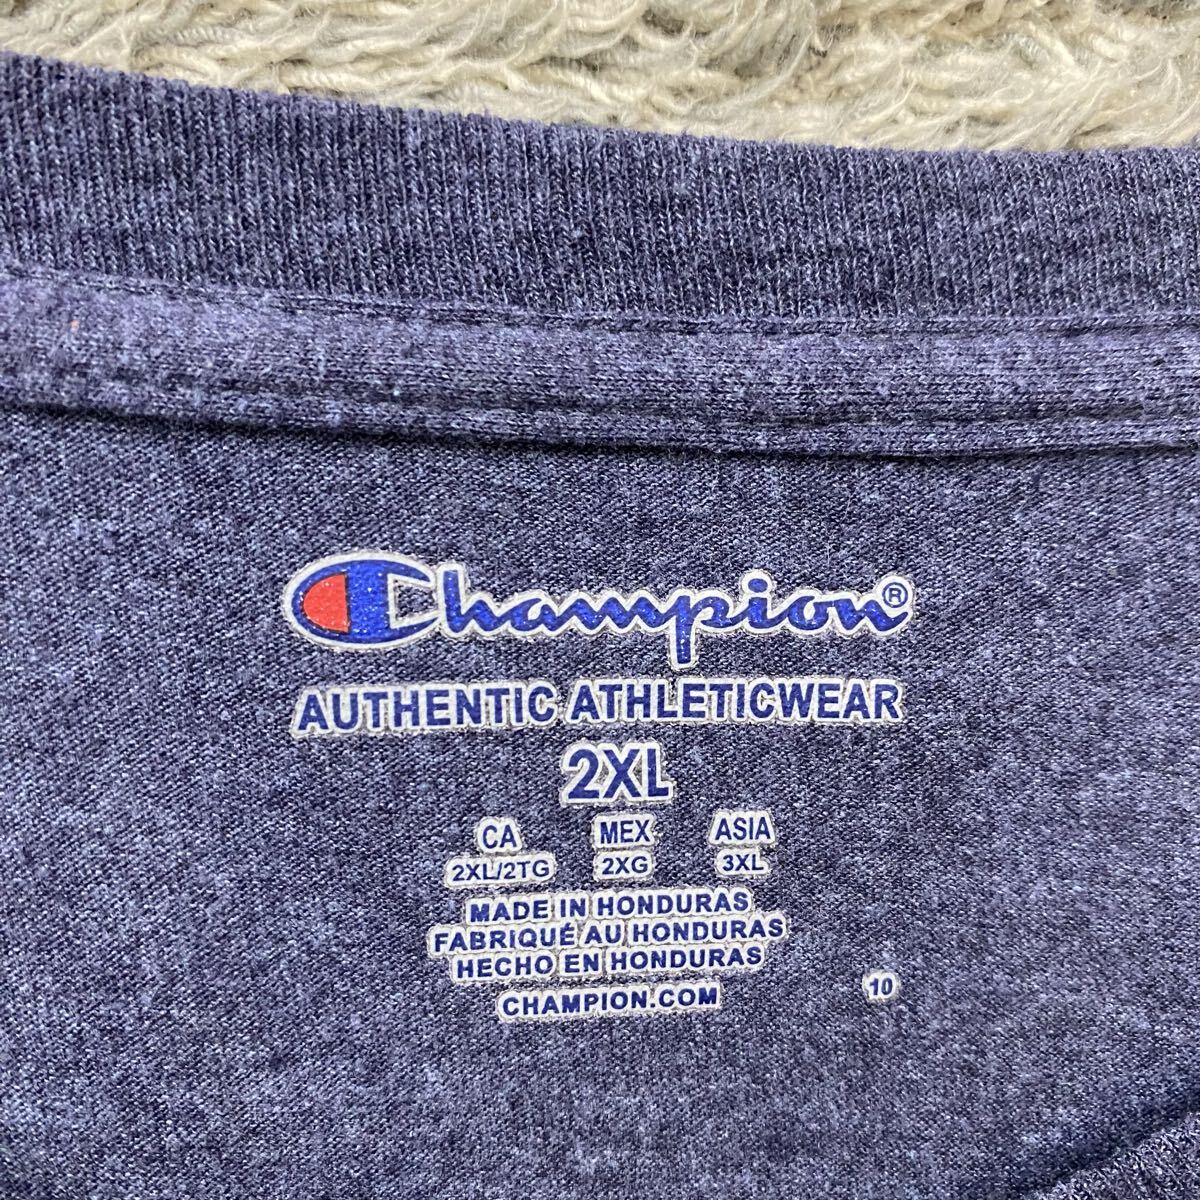 Champion®
AUTHENTIC ATHLETICWEAR
2XL
CA MEX ASIA
2XL/2TG 2XG 3XL
MADE IN HONDURAS
FABRIQUÉ AU HONDURAS
HECHO EN HONDURAS
CHAMPION.COM 10